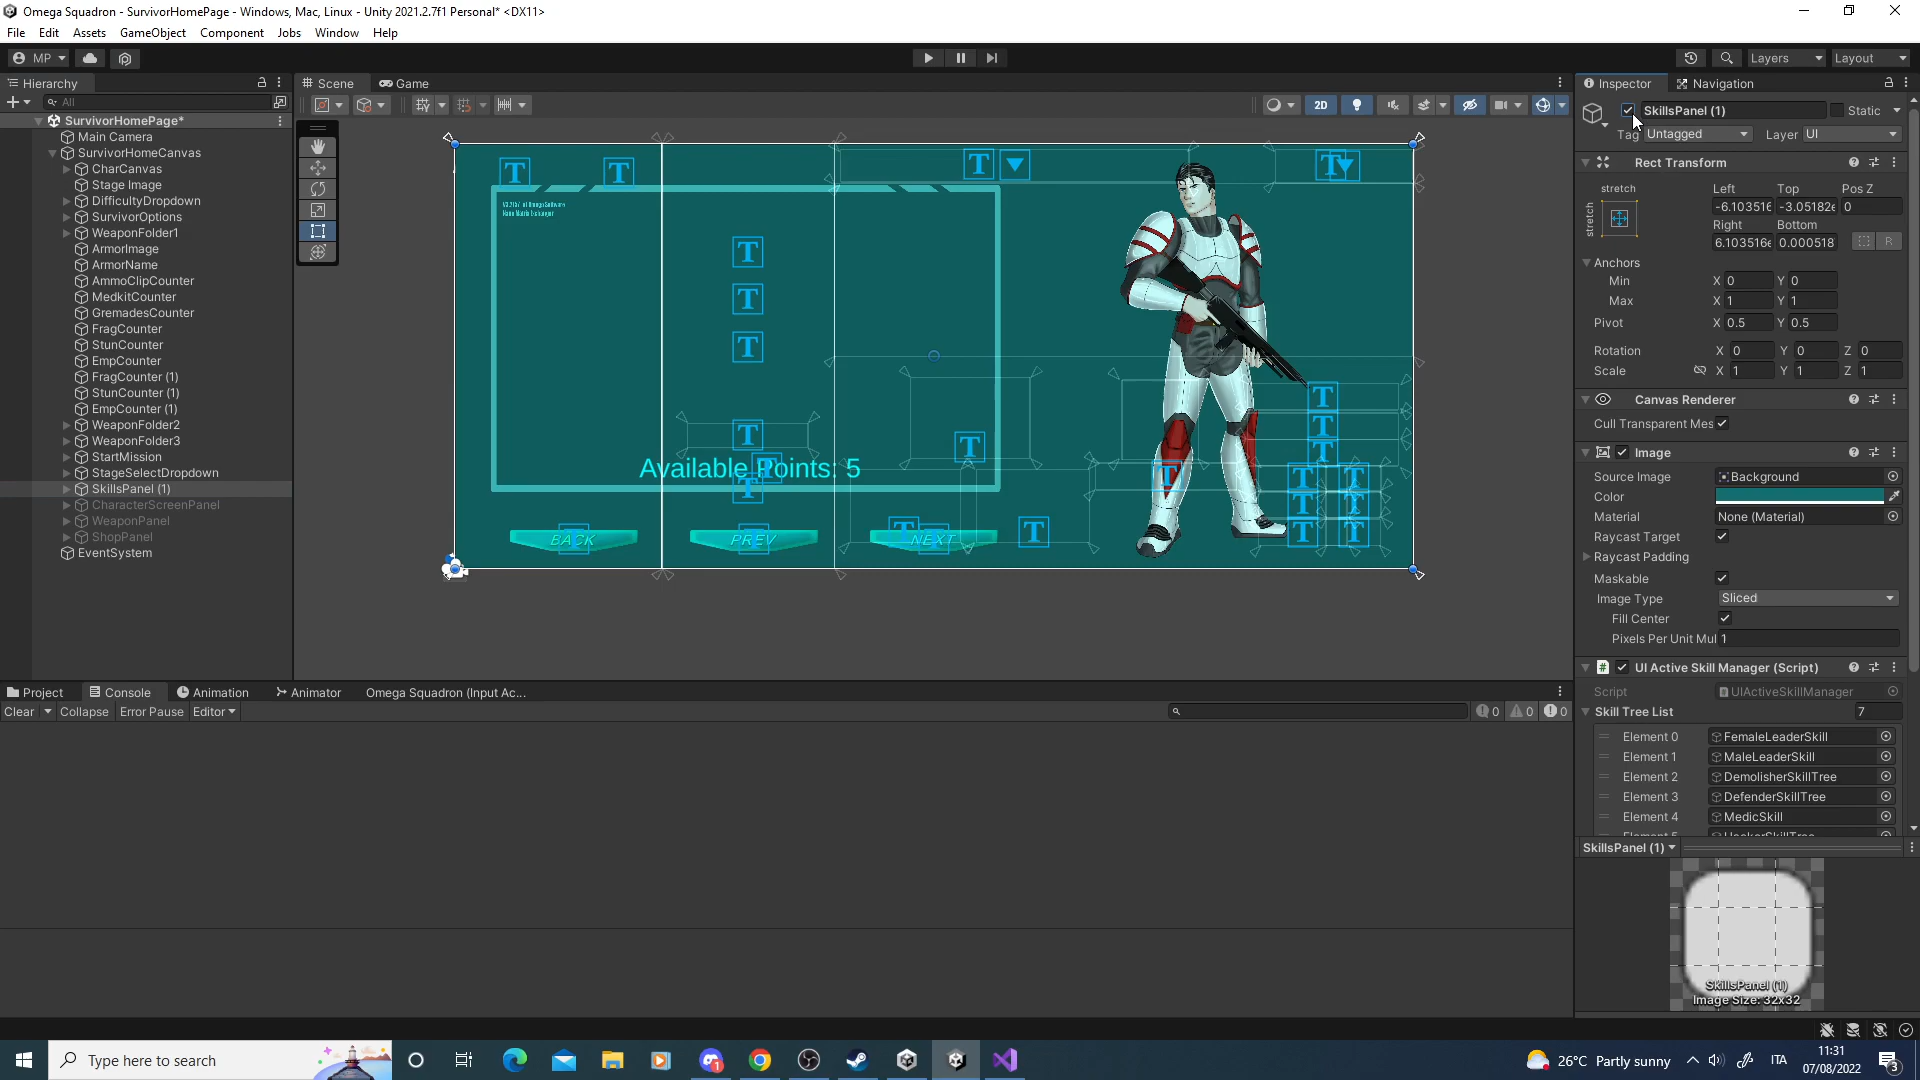 Omega Squadron - SurvivorHomePage - Windows, Mac, Linux - Unity 2021.2.7f1 Personal* <DX11>
File Edit Assets GameObject Component Jobs Window Help
MP Layers Layout
Hierarchy
All
SurvivorHomePage*
Main Camera
SurvivorHomeCanvas
CharCanvas
Stage Image
DifficultyDropdown
SurvivorOptions
WeaponFolder1
ArmorImage
ArmorName
AmmoClipCounter
MedkitCounter
GremadesCounter
FragCounter
StunCounter
EmpCounter
FragCounter (1)
StunCounter (1)
EmpCounter (1)
WeaponFolder2
WeaponFolder3
StartMission
StageSelectDropdown
SkillsPanel (1)
CharacterScreenPanel
WeaponPanel
ShopPanel
EventSystem
Scene Game
2D
Available Points: 5
BACK PREV NEXT
Inspector Navigation
SkillsPanel (1) Static
Tag Untagged Layer UI
Rect Transform
stretch Left Top Pos Z
stretch -6.103516 -3.05182e 0
Right Bottom
6.103516e 0.000518 R
Anchors
Min X 0 Y 0
Max X 1 Y 1
Pivot X 0.5 Y 0.5
Rotation X 0 Y 0 Z 0
Scale X 1 Y 1 Z 1
Canvas Renderer
Cull Transparent Mes
Image
Source Image Background
Color
Material None (Material)
Raycast Target
Raycast Padding
Maskable
Image Type Sliced
Fill Center
Pixels Per Unit Mul 1
UI Active Skill Manager (Script)
Script UIActiveSkillManager
Skill Tree List 7
Element 0 FemaleLeaderSkill
Element 1 MaleLeaderSkill
Element 2 DemolisherSkillTree
Element 3 DefenderSkillTree
Element 4 MedicSkill
SkillsPanel (1)
SkillsPanel (1)
Image Size: 32x32
Project Console Animation Animator Omega Squadron (Input Ac...
Clear Collapse Error Pause Editor 0 0 0
Type here to search
1
26°C Partly sunny ITA
11:31
07/08/2022
3